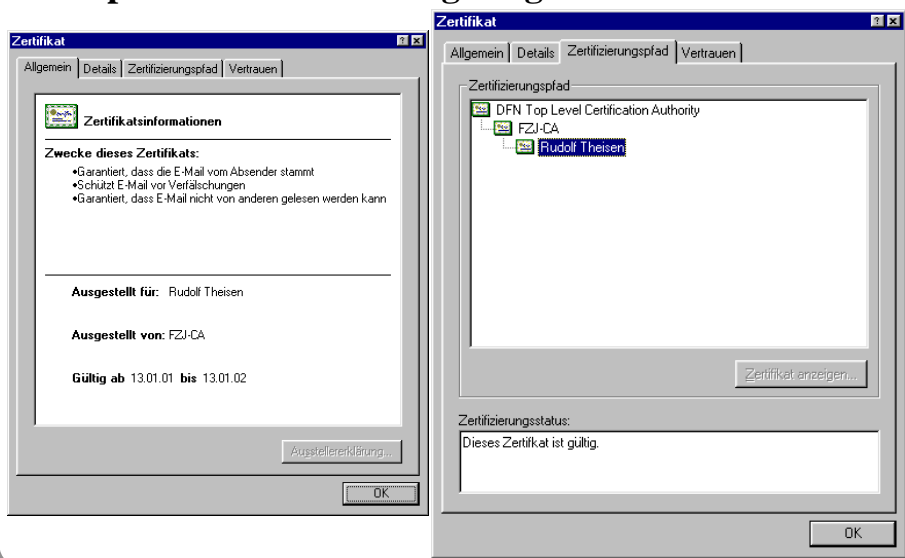 Zertifikat
Allgemein Details Zertifizierungspfad Vertrauen
Zertifikatsinformationen
Zwecke dieses Zertifikats:
•Garantiert, dass die E-Mail vom Absender stammt
•Schützt E-Mail vor Verfälschungen
•Garantiert, dass E-Mail nicht von anderen gelesen werden kann
Ausgestellt für: Rudolf Theisen
Ausgestellt von: FZJ-CA
Gültig ab 13.01.01 bis 13.01.02
Ausstellererklärung...
OK
Zertifikat
Allgemein Details Zertifizierungspfad Vertrauen
Zertifizierungspfad
DFN Top Level Certification Authority
FZJ-CA
Rudolf Theisen
Zertifikat anzeigen...
Zertifizierungsstatus:
Dieses Zertifkat ist gültig.
OK